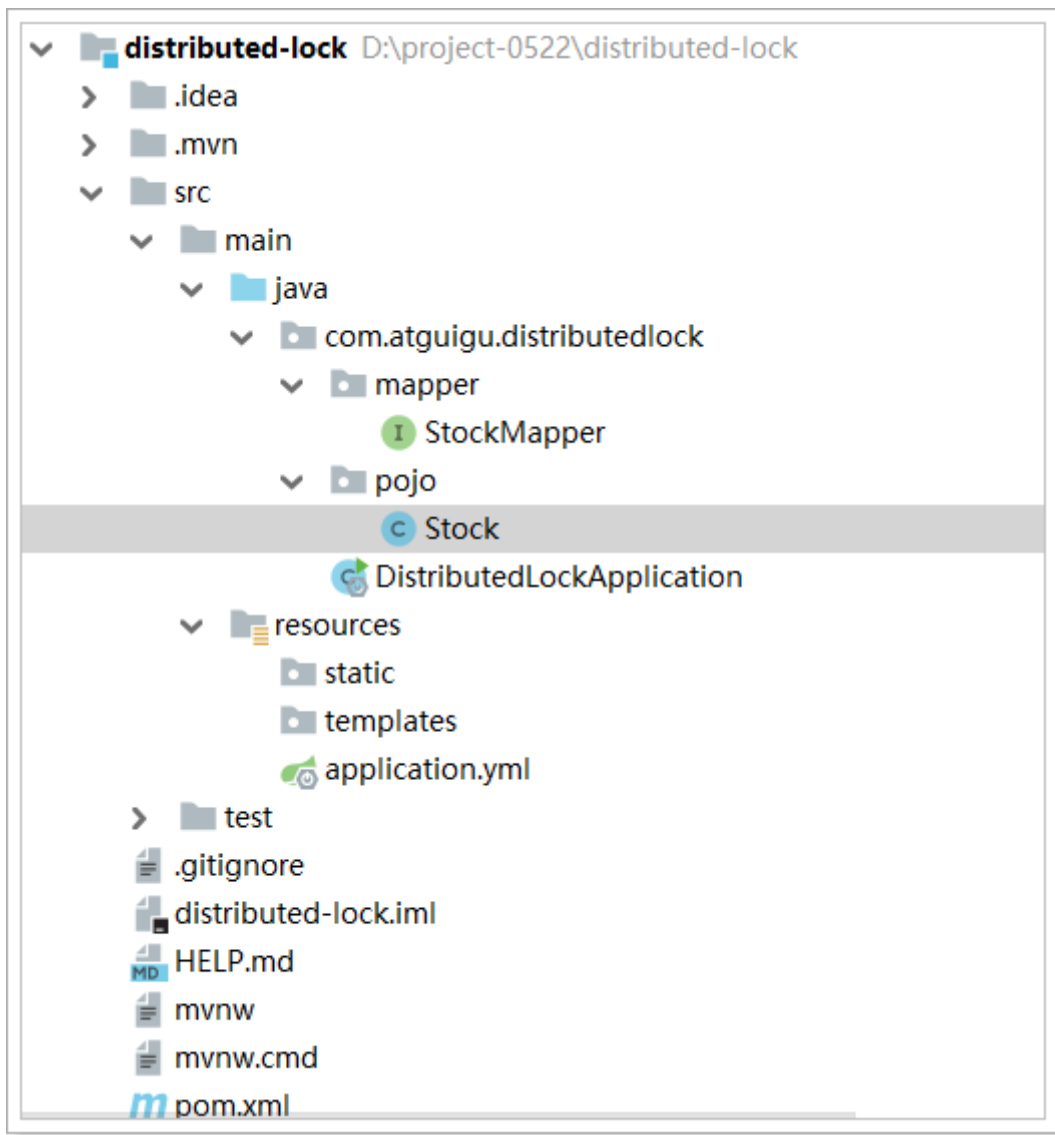 distributed-lock D:\project-0522\distributed-lock
.idea
.mvn
src
main
java
com.atguigu.distributedlock
mapper
I StockMapper
pojo
C Stock
C DistributedLockApplication
resources
static
templates
application.yml
test
.gitignore
distributed-lock.iml
MD HELP.md
mvnw
mvnw.cmd
m pom.xml